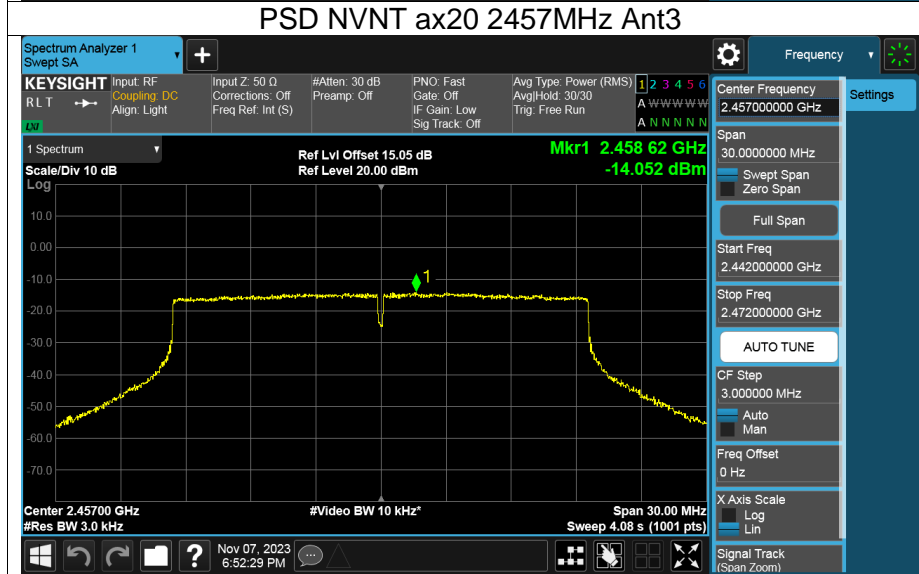 PSD NVNT ax20 2457MHz Ant3
Spectrum Analyzer 1
Swept SA
+
Frequency
KEYSIGHT
RLT
LXI
Input: RF
Coupling: DC
Align: Light
Input Z: 50 Ω
Corrections: Off
Freq Ref: Int (S)
#Atten: 30 dB
Preamp: Off
PNO: Fast
Gate: Off
IF Gain: Low
Sig Track: Off
Avg Type: Power (RMS)
Avg|Hold: 30/30
Trig: Free Run
1 2 3 4 5 6
A W W W W W
A N N N N N
1 Spectrum
Scale/Div 10 dB
Log
Ref Lvl Offset 15.05 dB
Ref Level 20.00 dBm
Mkr1 2.458 62 GHz
-14.052 dBm
10.0
0.00
-10.0
-20.0
-30.0
-40.0
-50.0
-60.0
-70.0
1
Center 2.45700 GHz
#Res BW 3.0 kHz
#Video BW 10 kHz*
Span 30.00 MHz
Sweep 4.08 s (1001 pts)
Center Frequency
2.457000000 GHz
Settings
Span
30.0000000 MHz
Swept Span
Zero Span
Full Span
Start Freq
2.442000000 GHz
Stop Freq
2.472000000 GHz
AUTO TUNE
CF Step
3.000000 MHz
Auto
Man
Freq Offset
0 Hz
X Axis Scale
Log
Lin
Signal Track
(Span Zoom)
?
Nov 07, 2023
6:52:29 PM